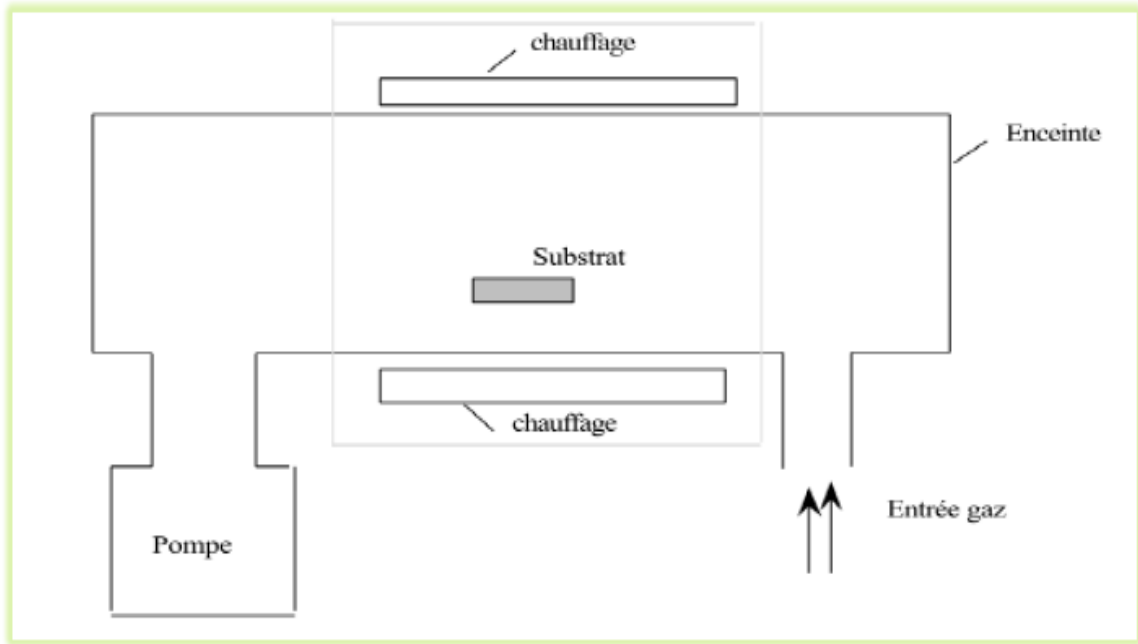 chauffage
Enceinte
Substrat
chauffage
Entrée gaz
Pompe